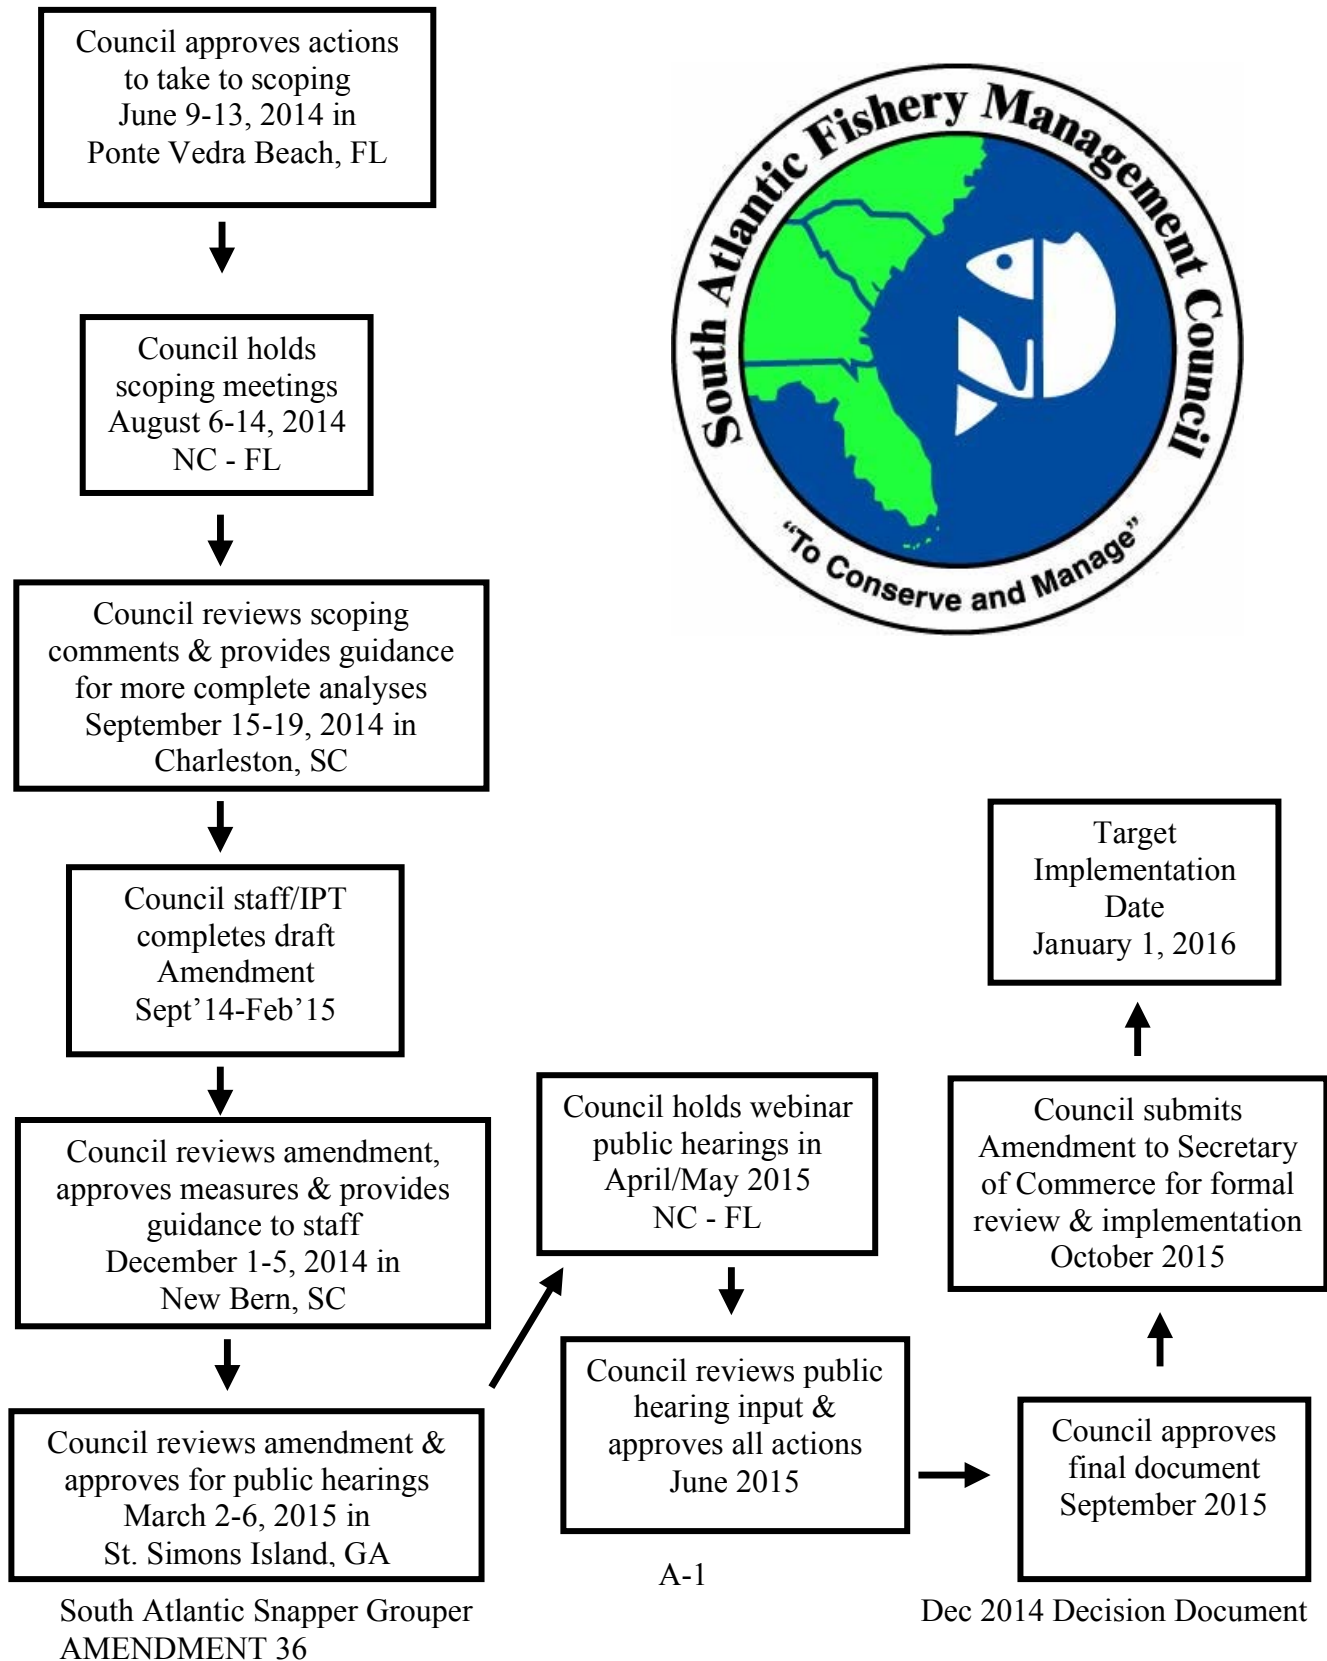 Council approves actions
to take to scoping
June 9-13, 2014 in
Ponte Vedra Beach, FL
South Atlantic Fishery Management Council
“To Conserve and Manage”
Council holds
scoping meetings
August 6-14, 2014
NC - FL
Council reviews scoping
comments & provides guidance
for more complete analyses
September 15-19, 2014 in
Charleston, SC
Council staff/IPT
completes draft
Amendment
Sept’14-Feb’15
Council reviews amendment,
approves measures & provides
guidance to staff
December 1-5, 2014 in
New Bern, SC
Council reviews amendment &
approves for public hearings
March 2-6, 2015 in
St. Simons Island, GA
Council holds webinar
public hearings in
April/May 2015
NC - FL
Council reviews public
hearing input &
approves all actions
June 2015
Council approves
final document
September 2015
Council submits
Amendment to Secretary
of Commerce for formal
review & implementation
October 2015
Target
Implementation
Date
January 1, 2016
A-1
South Atlantic Snapper Grouper
AMENDMENT 36
Dec 2014 Decision Document